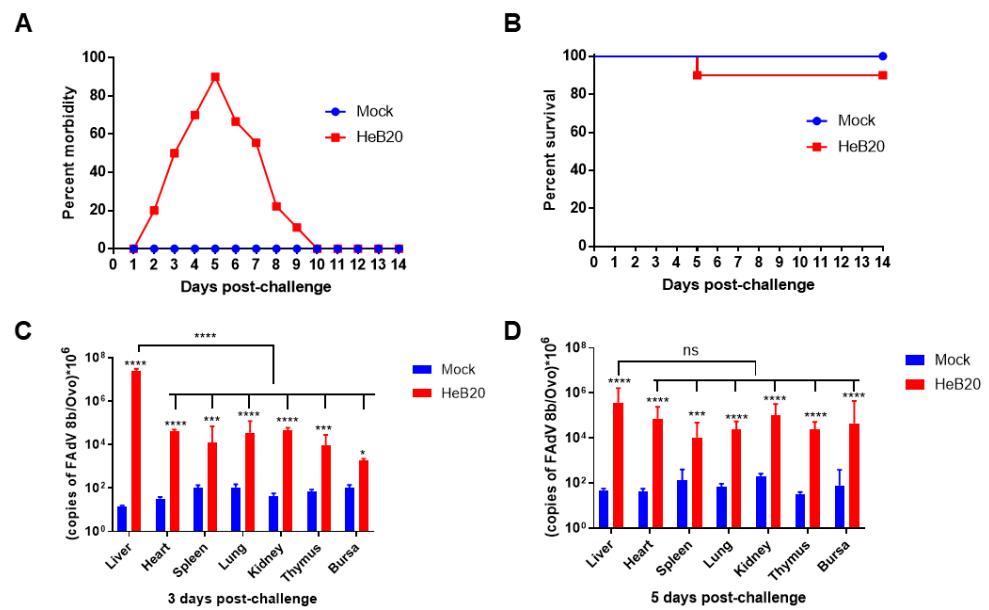 A
100
80
60
40
20
0
Percent morbidity
0 1 2 3 4 5 6 7 8 9 10 11 12 13 14
Days post-challenge
Mock
HeB20
B
100
80
60
40
20
0
Percent survival
0 1 2 3 4 5 6 7 8 9 10 11 12 13 14
Days post-challenge
Mock
HeB20
C
(copies of FAdV 8b/Ovo)*10^6
10^8
10^6
10^4
10^2
10^0
****
****
**** *** **** **** *** *
Liver Heart Spleen Lung Kidney Thymus Bursa
3 days post-challenge
Mock
HeB20
D
(copies of FAdV 8b/Ovo)*10^6
10^8
10^6
10^4
10^2
10^0
ns
**** **** *** **** **** **** ****
Liver Heart Spleen Lung Kidney Thymus Bursa
5 days post-challenge
Mock
HeB20